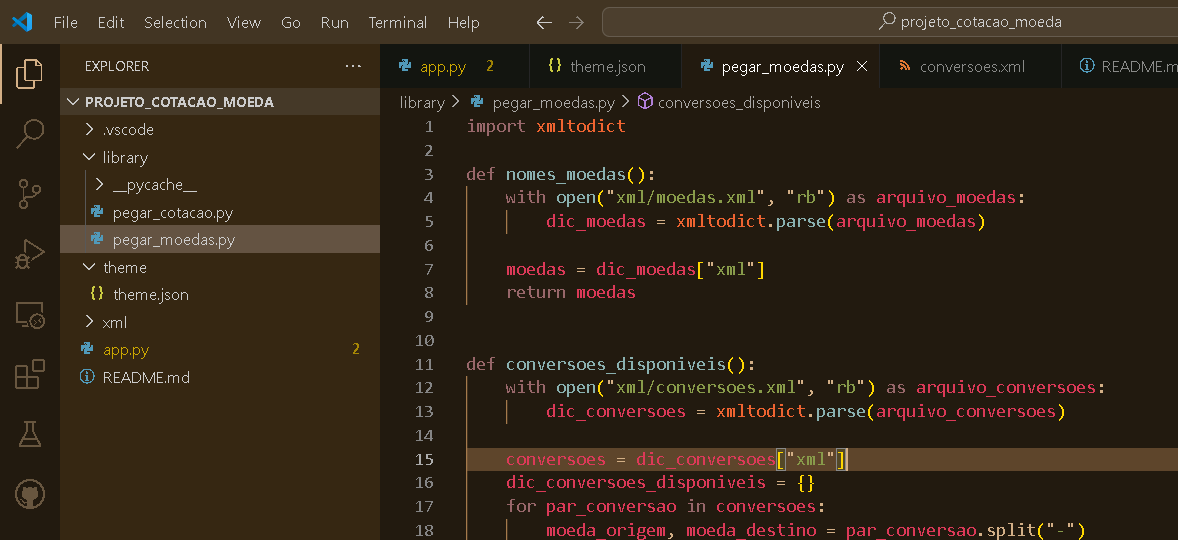 File Edit Selection View Go Run Terminal Help projeto_cotacao_moeda
EXPLORER
PROJETO_COTACAO_MOEDA
.vscode
library
__pycache__
pegar_cotacao.py
pegar_moedas.py
theme
theme.json
xml
app.py 2
README.md
app.py 2 theme.json pegar_moedas.py conversoes.xml README.m
library > pegar_moedas.py > conversoes_disponiveis
1 import xmltodict
2
3 def nomes_moedas():
4 with open("xml/moedas.xml", "rb") as arquivo_moedas:
5 dic_moedas = xmltodict.parse(arquivo_moedas)
6
7 moedas = dic_moedas["xml"]
8 return moedas
9
10
11 def conversoes_disponiveis():
12 with open("xml/conversoes.xml", "rb") as arquivo_conversoes:
13 dic_conversoes = xmltodict.parse(arquivo_conversoes)
14
15 conversoes = dic_conversoes["xml"]
16 dic_conversoes_disponiveis = {}
17 for par_conversao in conversoes:
18 moeda_origem, moeda_destino = par_conversao.split("-")